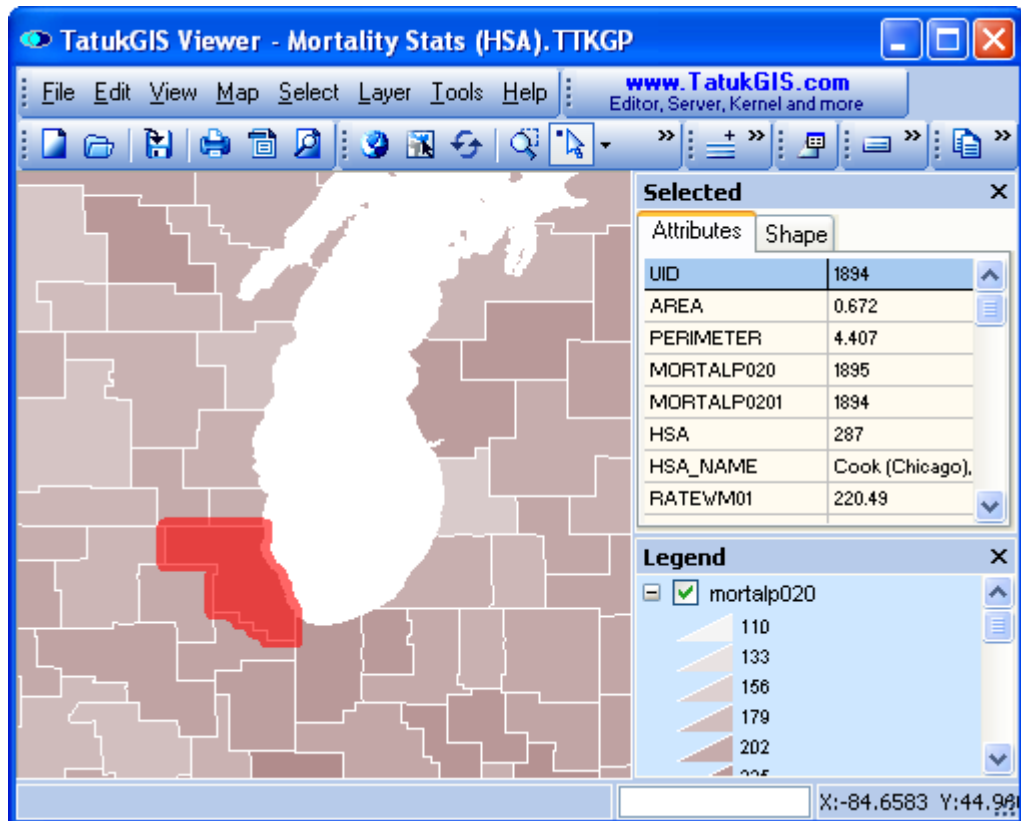 TatukGIS Viewer - Mortality Stats (HSA).TTKGP
File Edit View Map Select Layer Tools Help
www.TatukGIS.com
Editor, Server, Kernel and more
Selected
Attributes Shape
UID 1894
AREA 0.672
PERIMETER 4.407
MORTALP020 1895
MORTALP0201 1894
HSA 287
HSA_NAME Cook (Chicago),
RATEWM01 220.49
Legend
mortalp020
110
133
156
179
202
X:-84.6583 Y:44.96